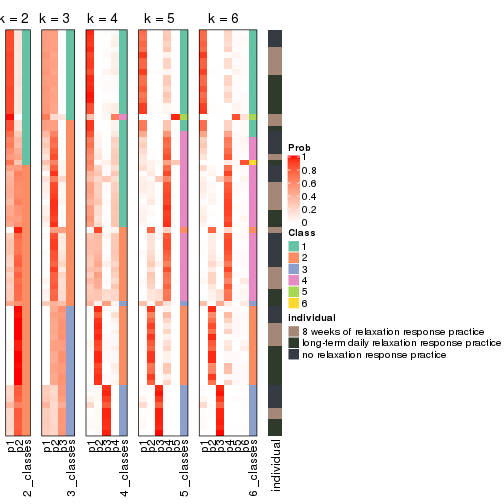 k = 2 k = 3 k = 4 k = 5 k = 6
Prob
1
0.8
0.6
0.4
0.2
0
Class
1
2
3
4
5
6
individual
8 weeks of relaxation response practice
long-term daily relaxation response practice
no relaxation response practice
p1 p2 2_classes p1 p2 p3 3_classes p1 p2 p3 p4 4_classes p1 p2 p3 p4 p5 5_classes p1 p2 p3 p4 p5 p6 6_classes individual